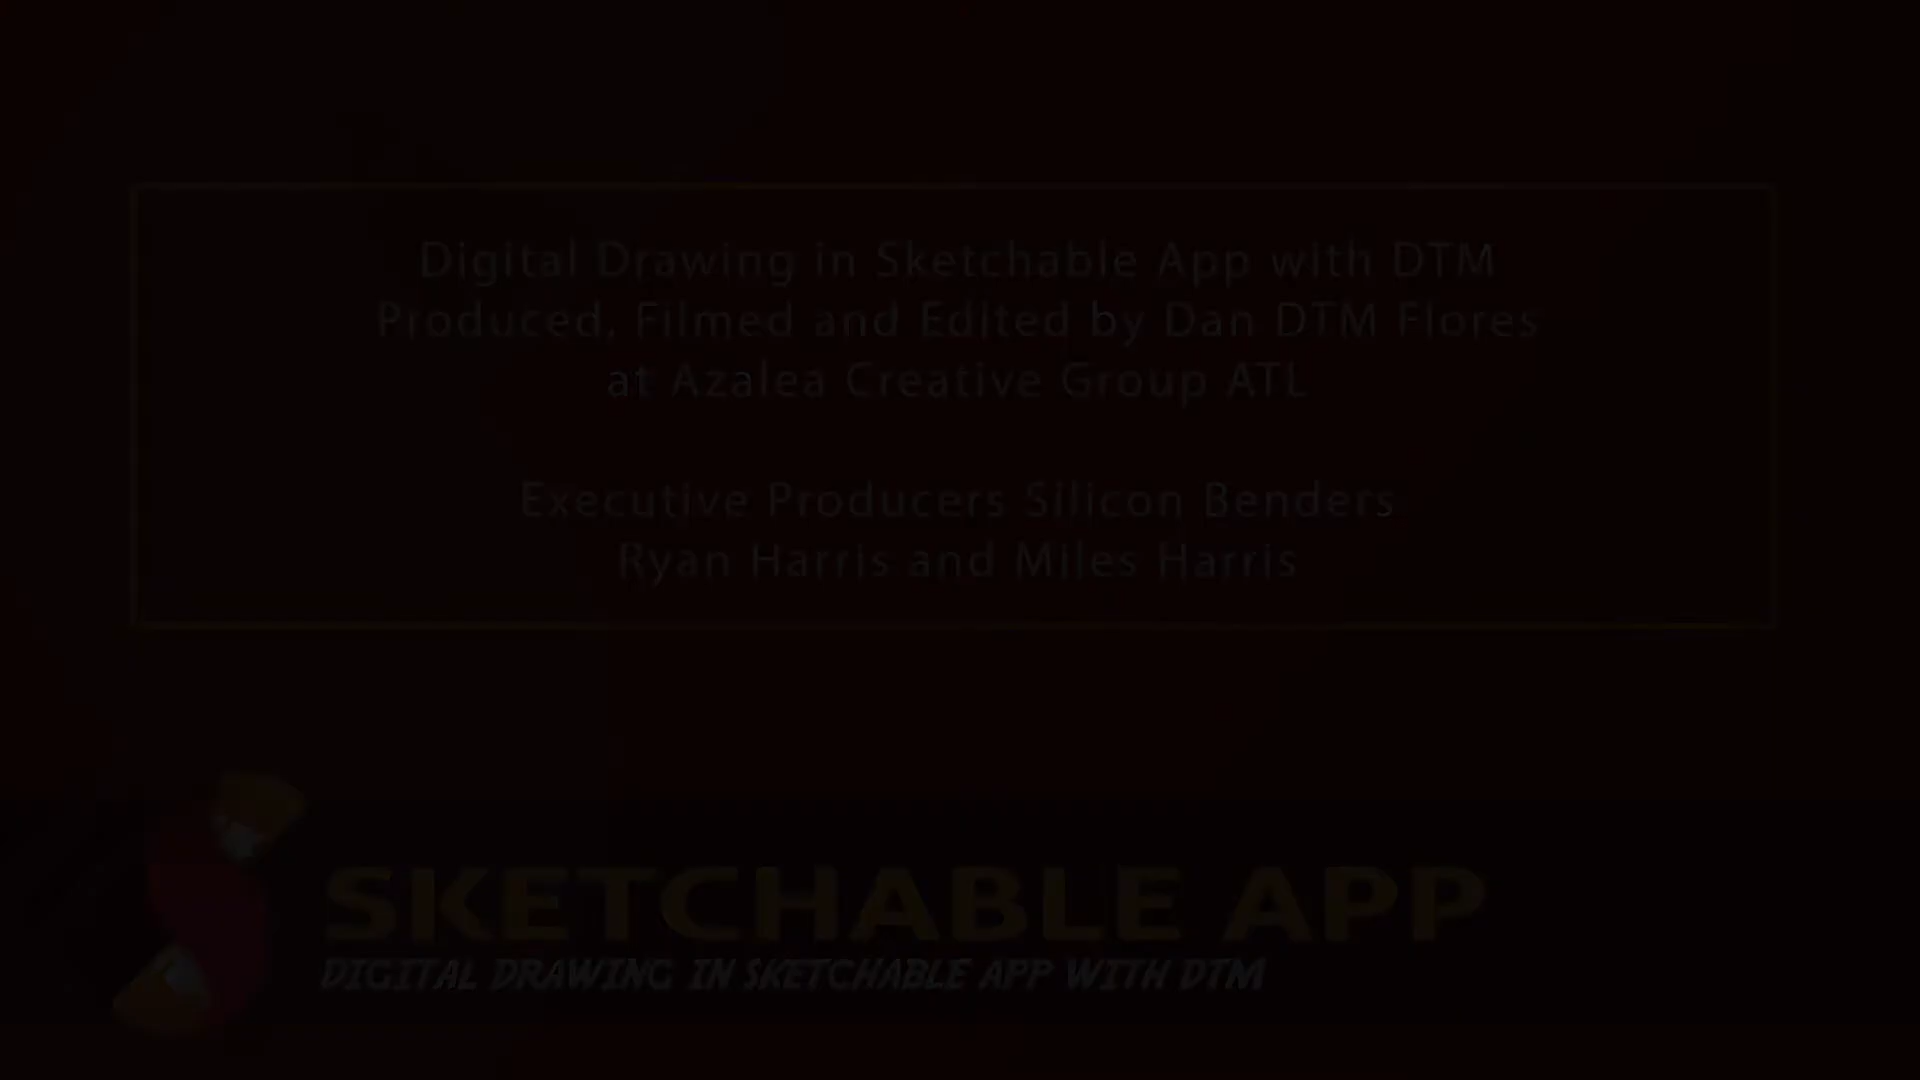 Digital Drawing in Sketchable App with DTM
Produced, Filmed and Edited by Dan DTM Flores
at Azalea Creative Group ATL
Executive Producers Silicon Benders
Ryan Harris and Miles Harris
SKETCHABLE APP
DIGITAL DRAWING IN SKETCHABLE APP WITH DTM